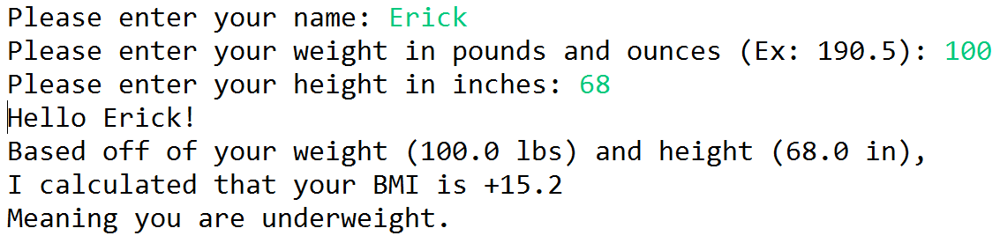 Please enter your name: Erick
Please enter your weight in pounds and ounces (Ex: 190.5): 100
Please enter your height in inches: 68
Hello Erick!
Based off of your weight (100.0 lbs) and height (68.0 in),
I calculated that your BMI is +15.2
Meaning you are underweight.